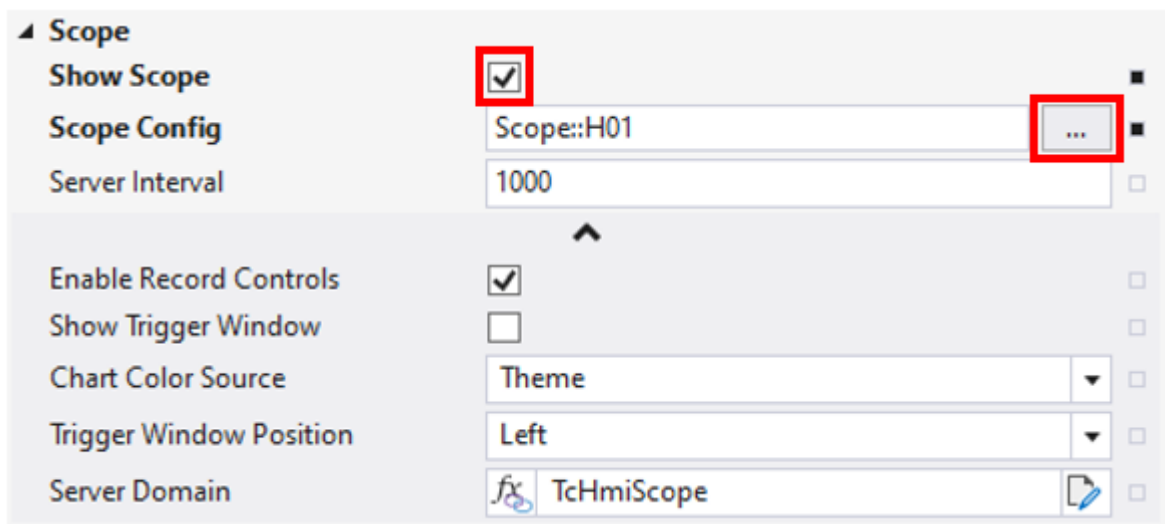 Scope
Show Scope
Scope Config Scope::H01 ...
Server Interval 1000
Enable Record Controls
Show Trigger Window
Chart Color Source Theme
Trigger Window Position Left
Server Domain fx TcHmiScope